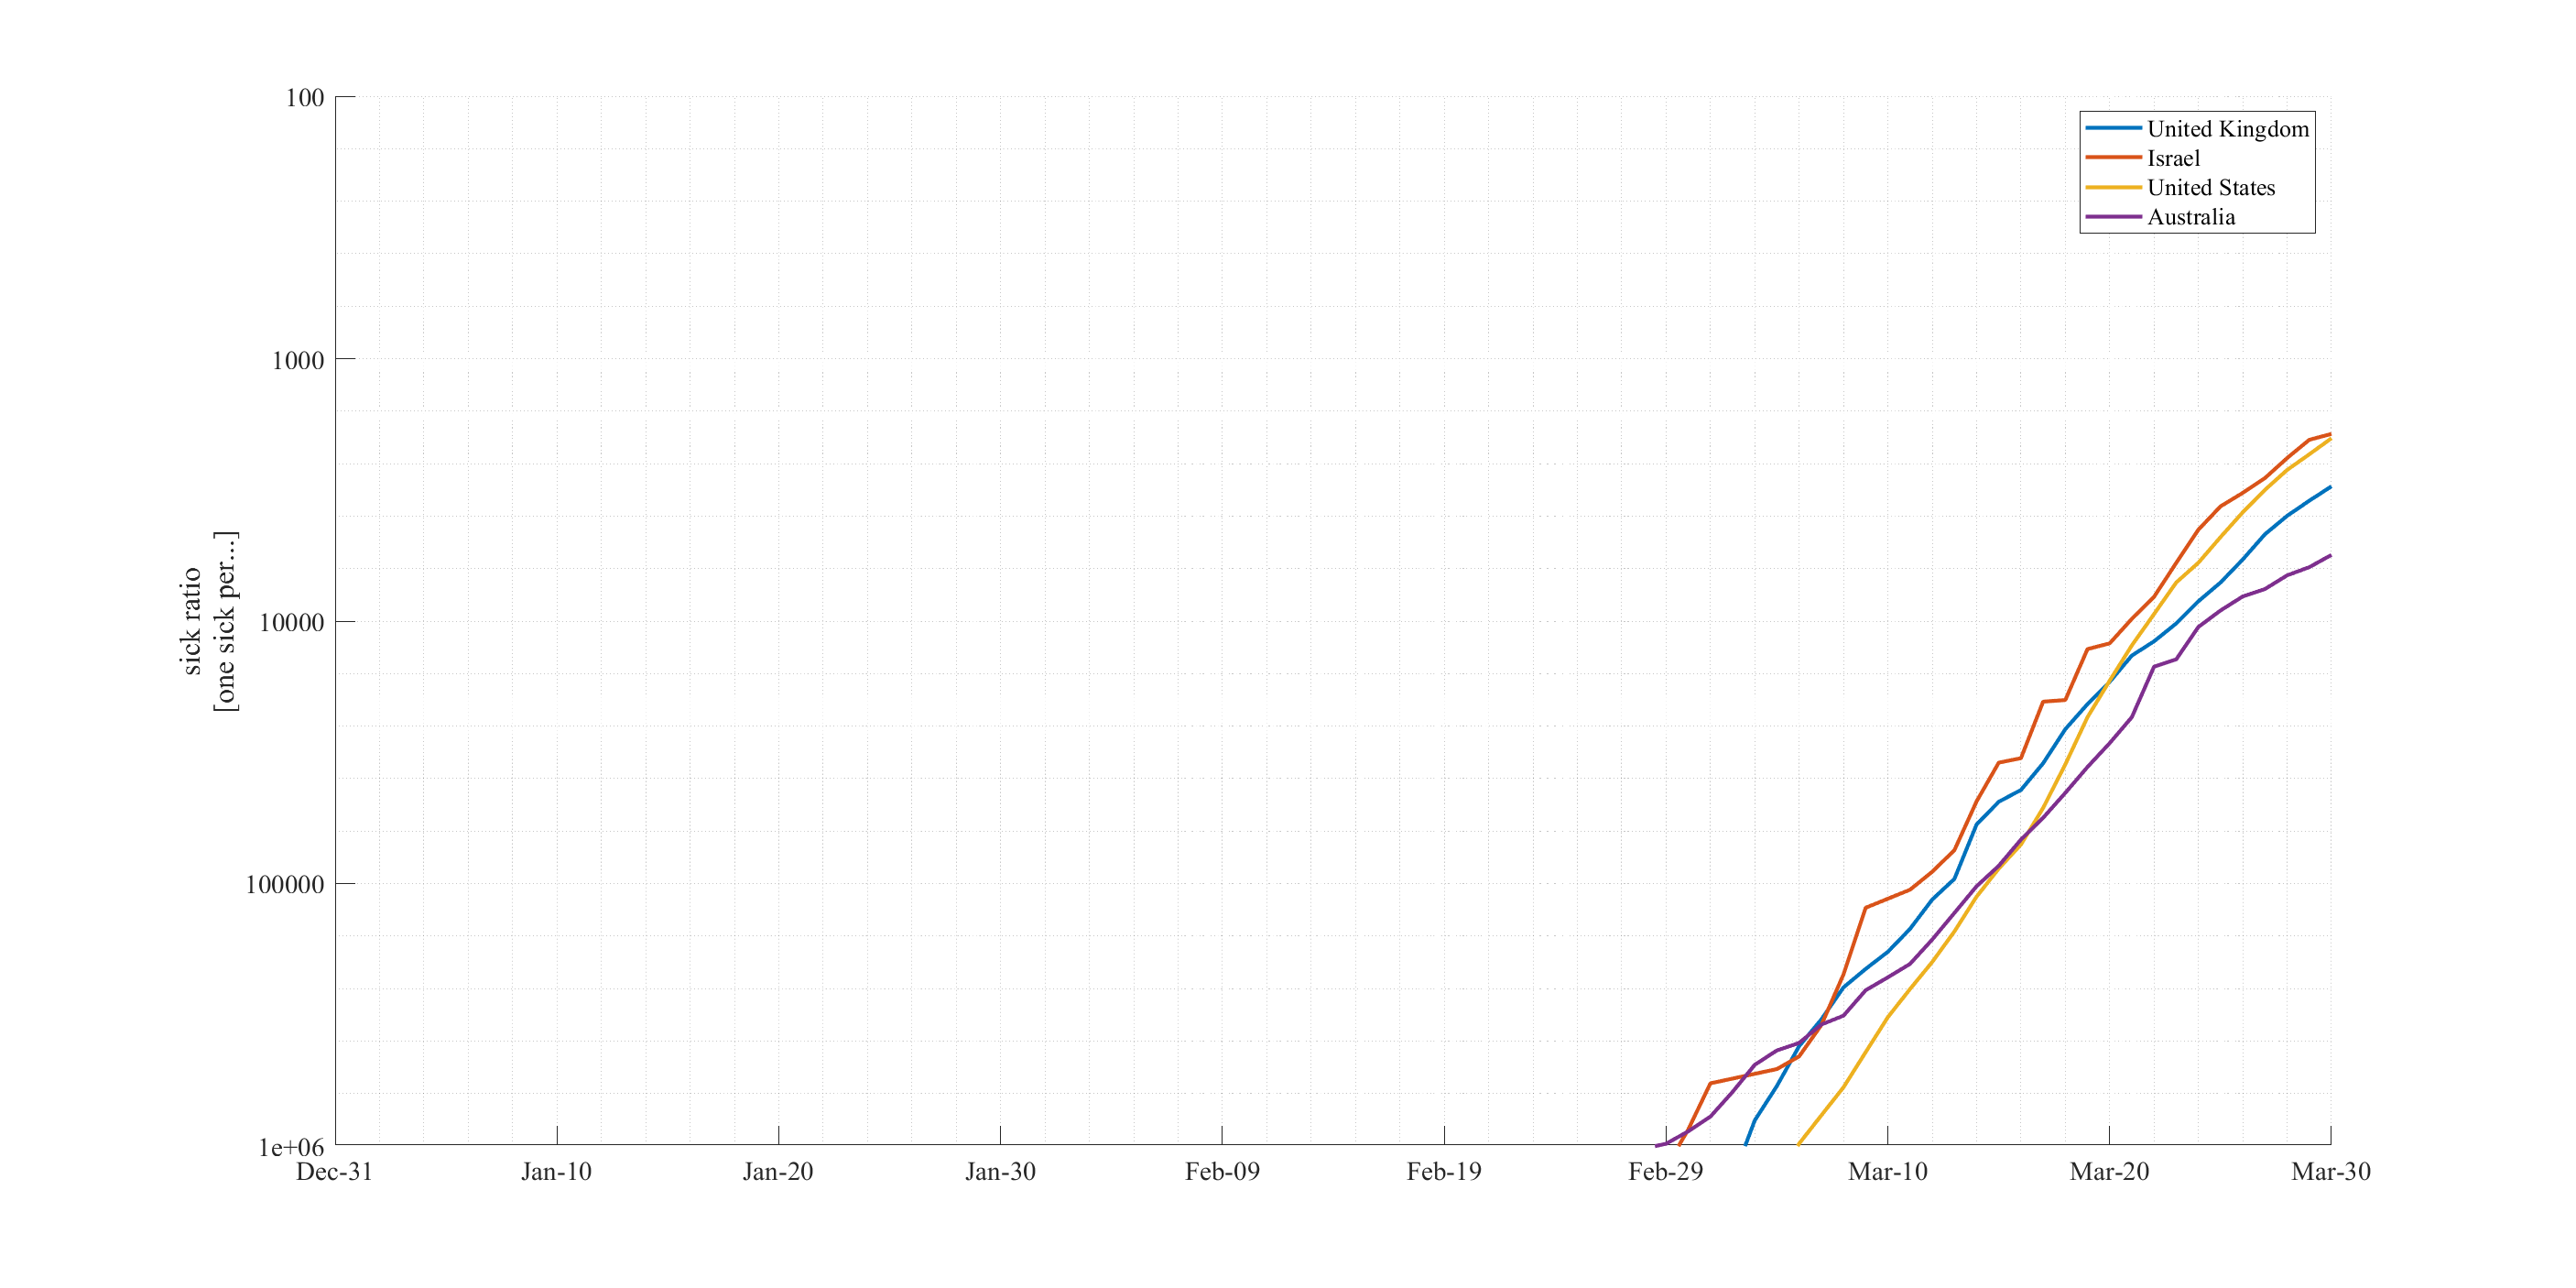 100
1000
10000
100000
1e+06
sick ratio
[one sick per...]
Dec-31
Jan-10
Jan-20
Jan-30
Feb-09
Feb-19
Feb-29
Mar-10
Mar-20
Mar-30
United Kingdom
Israel
United States
Australia